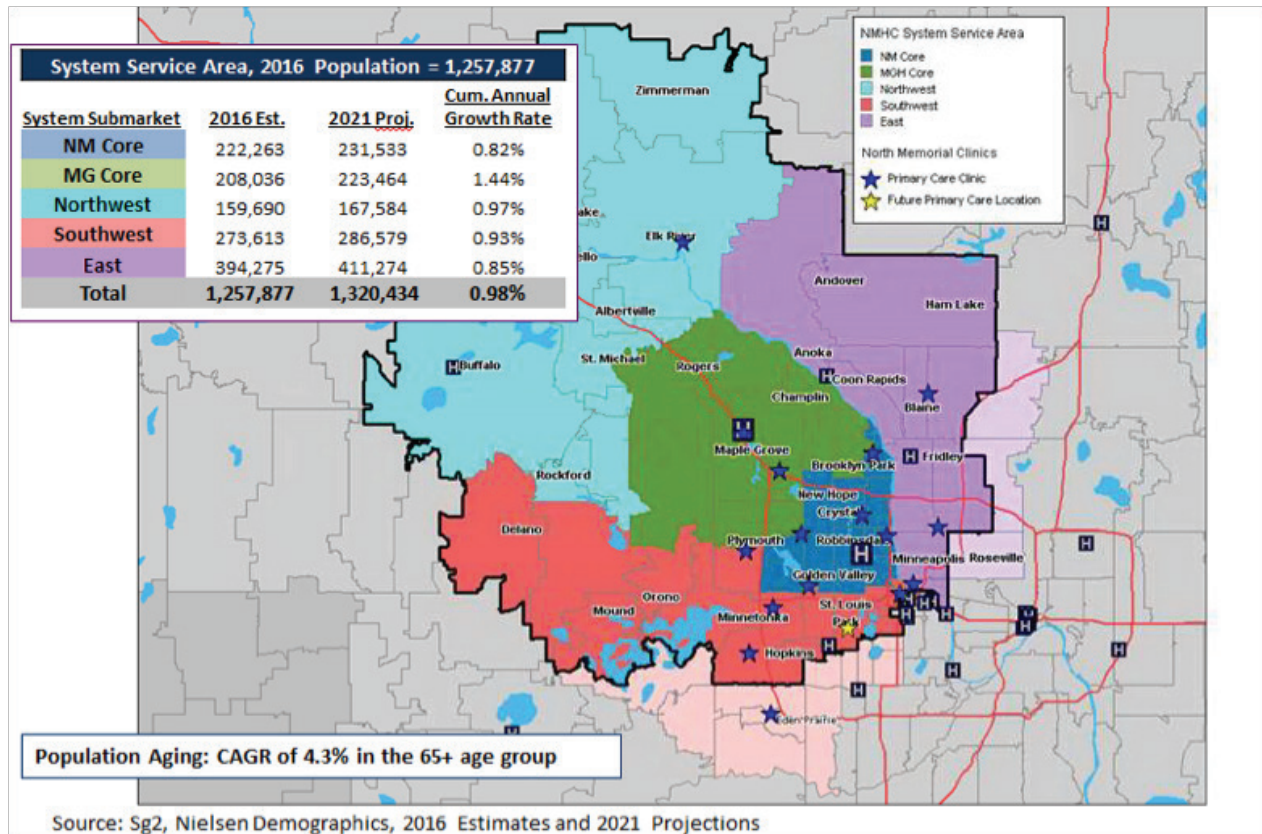 System Service Area, 2016 Population = 1,257,877
System Submarket 2016 Est. 2021 Proj. Cum. Annual Growth Rate
NM Core 222,263 231,533 0.82%
MG Core 208,036 223,464 1.44%
Northwest 159,690 167,584 0.97%
Southwest 273,613 286,579 0.93%
East 394,275 411,274 0.85%
Total 1,257,877 1,320,434 0.98%
NMHC System Service Area
NM Core
MGH Core
Northwest
Southwest
East
North Memorial Clinics
Primary Care Clinic
Future Primary Care Location
Zimmerman
ake
Elk River
ello
Andover
Ham Lake
Albertville
St. Michael
Rogers
Anoka
H Buffalo
H Coon Rapids
Champlin
Blaine
Maple Grove
Brooklyn Park
H Fridley
Rockford
New Hope
Crysta
Delano
Plymouth
Robbinsdale
H
Minneapolis
Roseville
Golden Valley
Orono
Mound
Minnetonka
St. Louis
Park
Hopkins
Eden Prairie
H
H
H
H
H
H
H
H
H
Population Aging: CAGR of 4.3% in the 65+ age group
Source: Sg2, Nielsen Demographics, 2016 Estimates and 2021 Projections